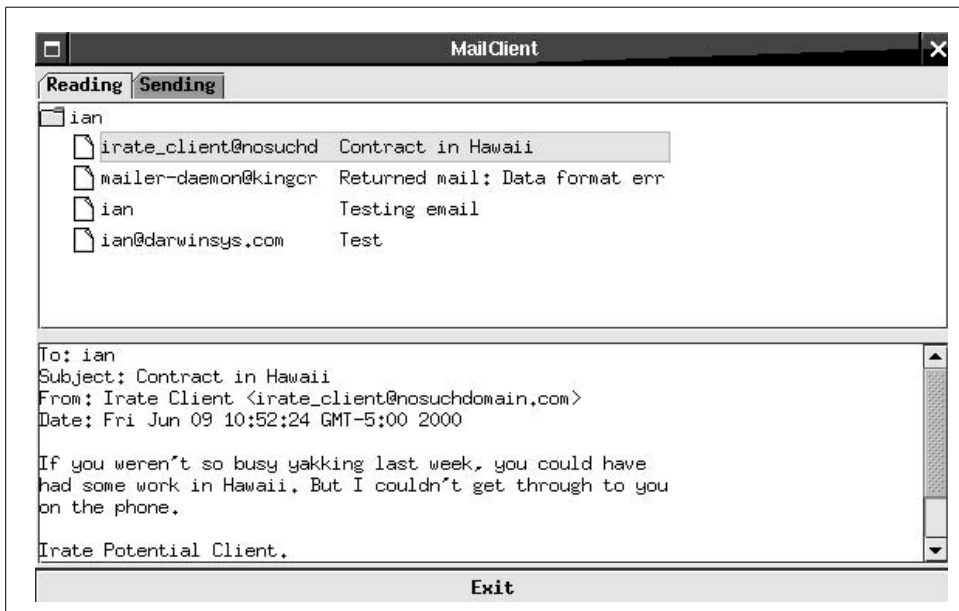 MailClient
Reading Sending
ian
irate_client@nosuchd Contract in Hawaii
mailer-daemon@kingcr Returned mail: Data format err
ian Testing email
ian@darwinsys.com Test
To: ian
Subject: Contract in Hawaii
From: Irate Client <irate_client@nosuchdomain.com>
Date: Fri Jun 09 10:52:24 GMT-5:00 2000
If you weren't so busy yakking last week, you could have
had some work in Hawaii. But I couldn't get through to you
on the phone.
Irate Potential Client.
Exit